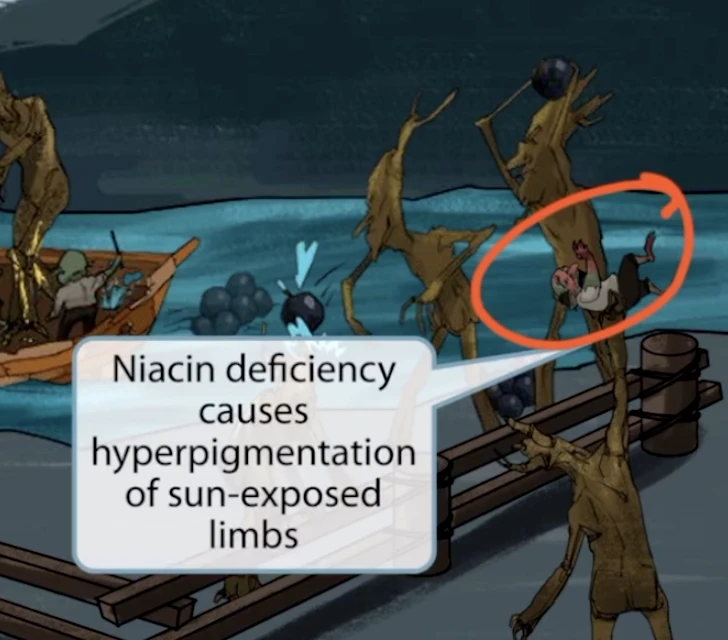 Niacin deficiency
causes
hyperpigmentation
of sun-exposed
limbs